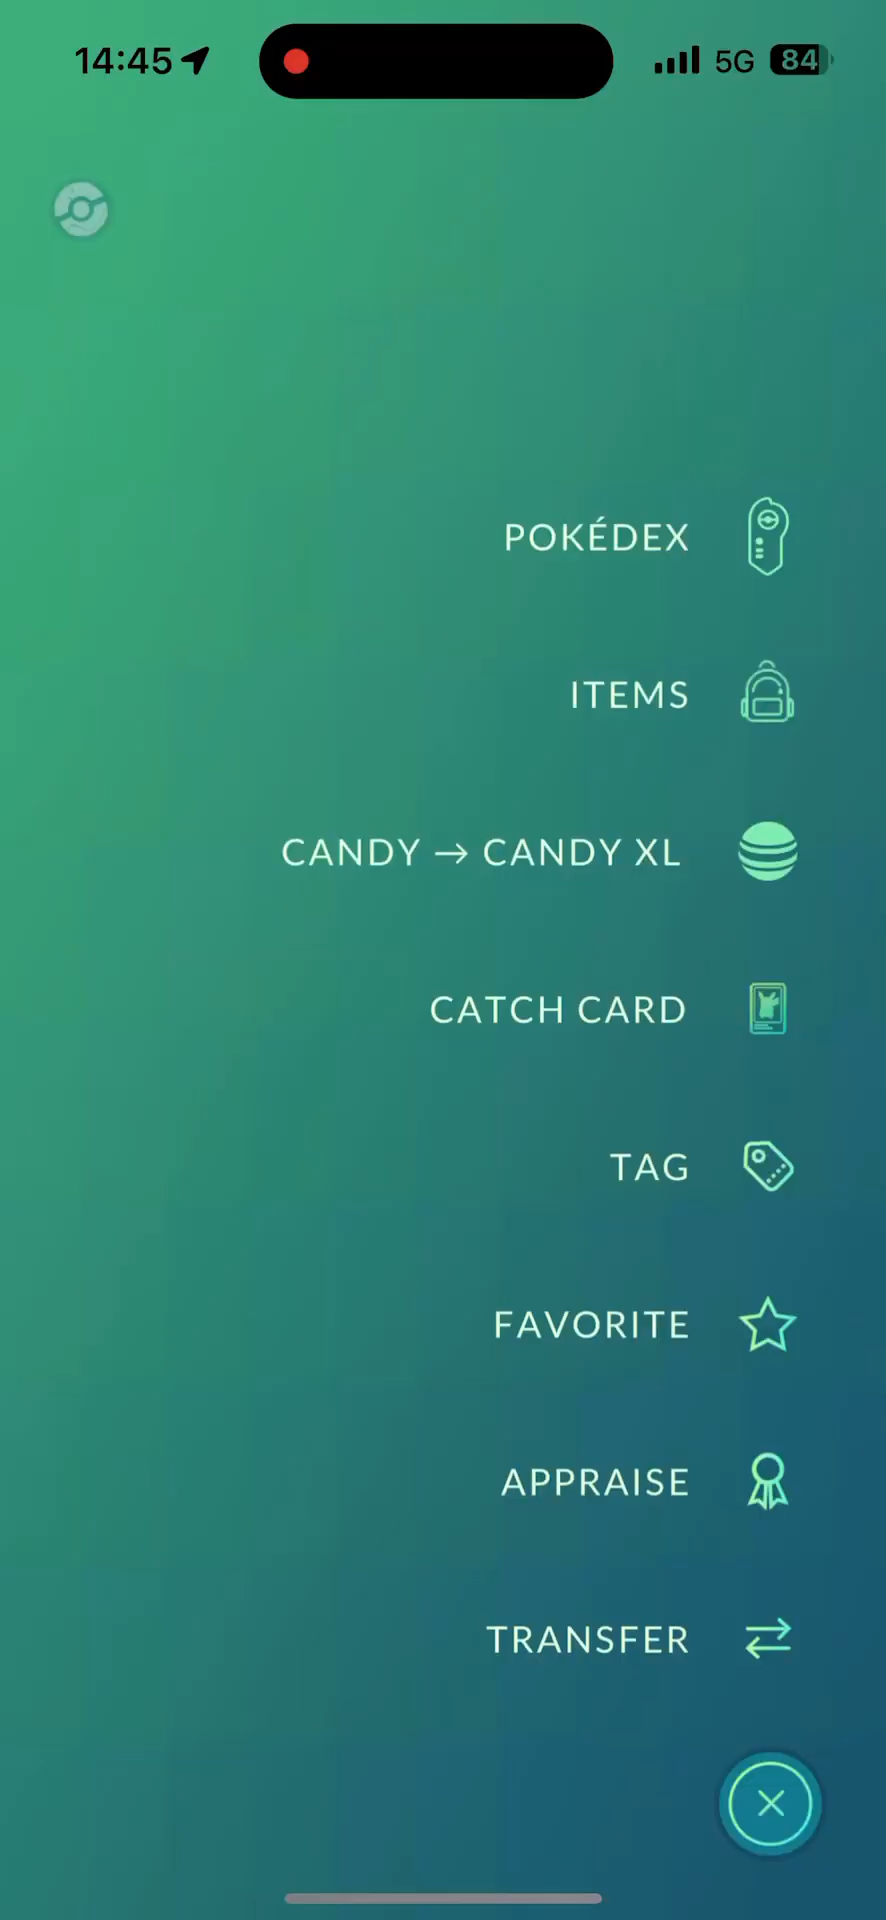 14:45
5G
84
POKÉDEX
ITEMS
CANDY → CANDY XL
CATCH CARD
TAG
FAVORITE
APPRAISE
TRANSFER